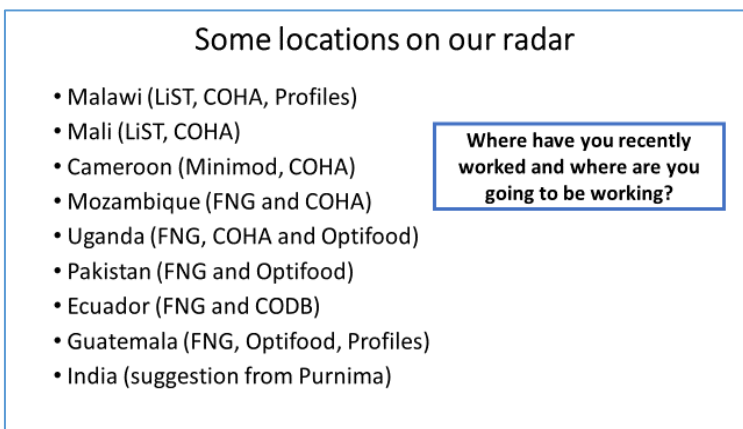 Some locations on our radar
• Malawi (LiST, COHA, Profiles)
• Mali (LiST, COHA)
• Cameroon (Minimod, COHA)
• Mozambique (FNG and COHA)
• Uganda (FNG, COHA and Optifood)
• Pakistan (FNG and Optifood)
• Ecuador (FNG and CODB)
• Guatemala (FNG, Optifood, Profiles)
• India (suggestion from Purnima)
Where have you recently
worked and where are you
going to be working?